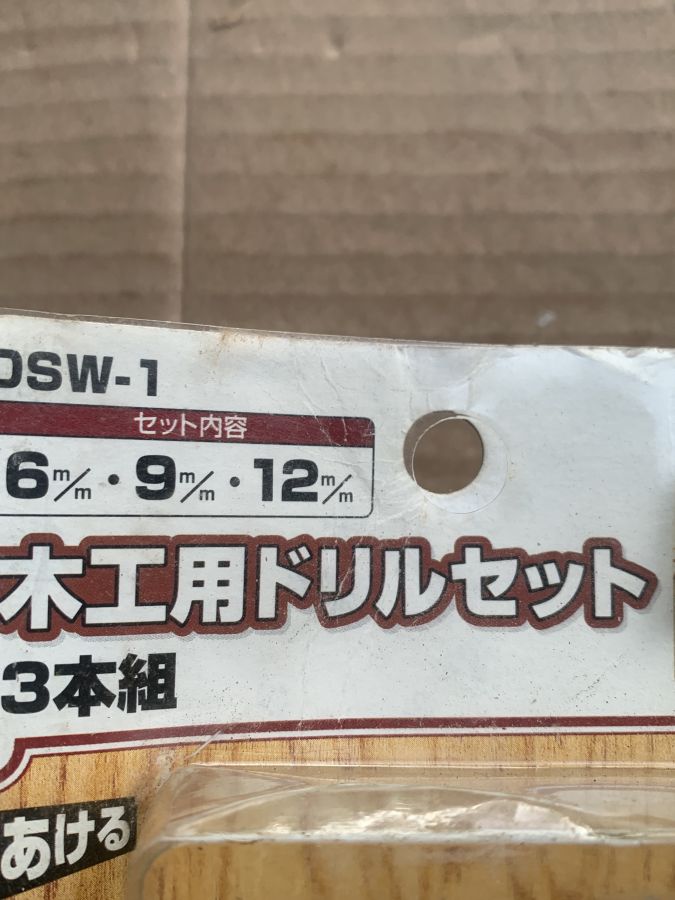 DSW-1
セット内容
6m/m・9m/m・12m/m
木工用ドリルセット
3本組
あける